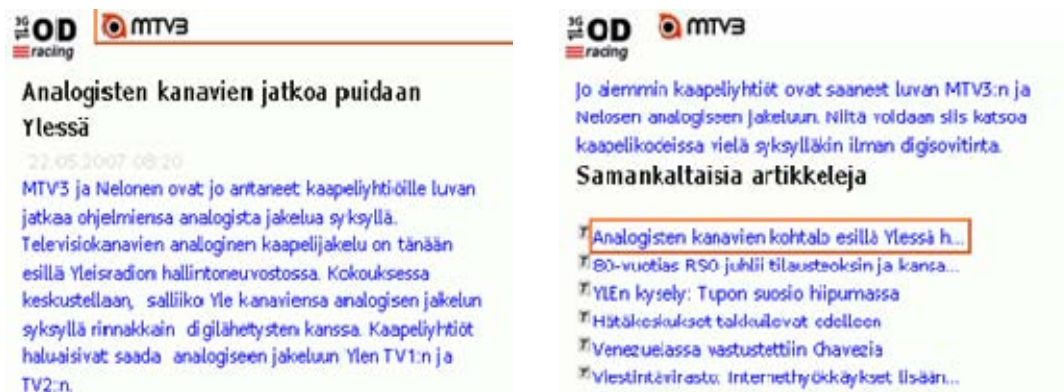 3G
OD
racing
MTV3
Analogisten kanavien jatkoa puidaan
Ylessä
22.05.2007 08:20
MTV3 ja Nelonen ovat jo antaneet kaapeliyhtiöille luvan
jatkaa ohjelmiensa analogista jakelua syksyllä.
Televisiokanavien analoginen kaapelijakelu on tänään
esillä Yleisradion hallintoneuvostossa. Kokouksessa
keskustellaan, salliiko Yle kanaviensa analogisen jakelun
syksyllä rinnakkain digilähetysten kanssa. Kaapeliyhtiöt
haluaisivat saada analogiseen jakeluun Ylen TV1:n ja
TV2:n.
3G
OD
racing
MTV3
Jo aiemmin kaapeliyhtiöt ovat saaneet luvan MTV3:n ja
Nelosen analogiseen jakeluun. Niitä voidaan siis katsoa
kaapelikodeissa vielä syksylläkin ilman digisovitinta.
Samankaltaisia artikkeleja
Analogisten kanavien kohtalo esillä Ylessä h...
80-vuotias RSO juhlii tilausteoksin ja kansa...
YLEn kysely: Tupon suosio hiipumassa
Hätäkeskukset takkuilevat edelleen
Venezuelassa vastustettiin Chavezia
Viestintävirasto: Internethyökkäykset lisään...